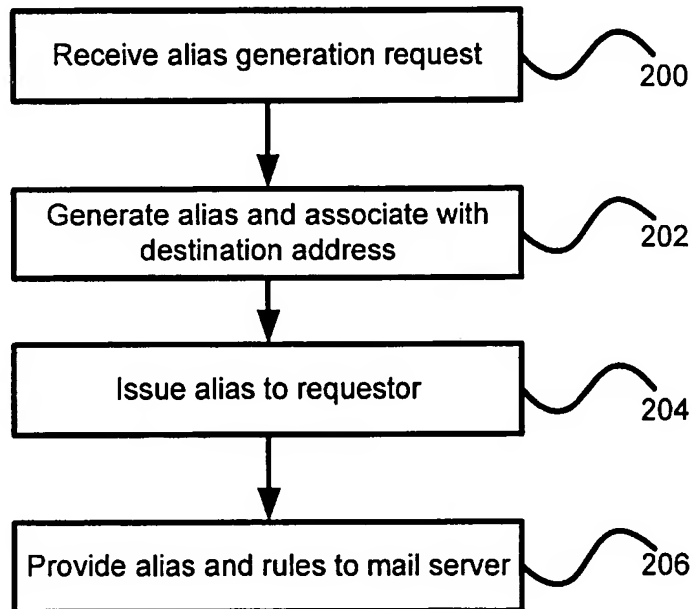 Receive alias generation request
200
Generate alias and associate with
destination address
202
Issue alias to requestor
204
Provide alias and rules to mail server
206